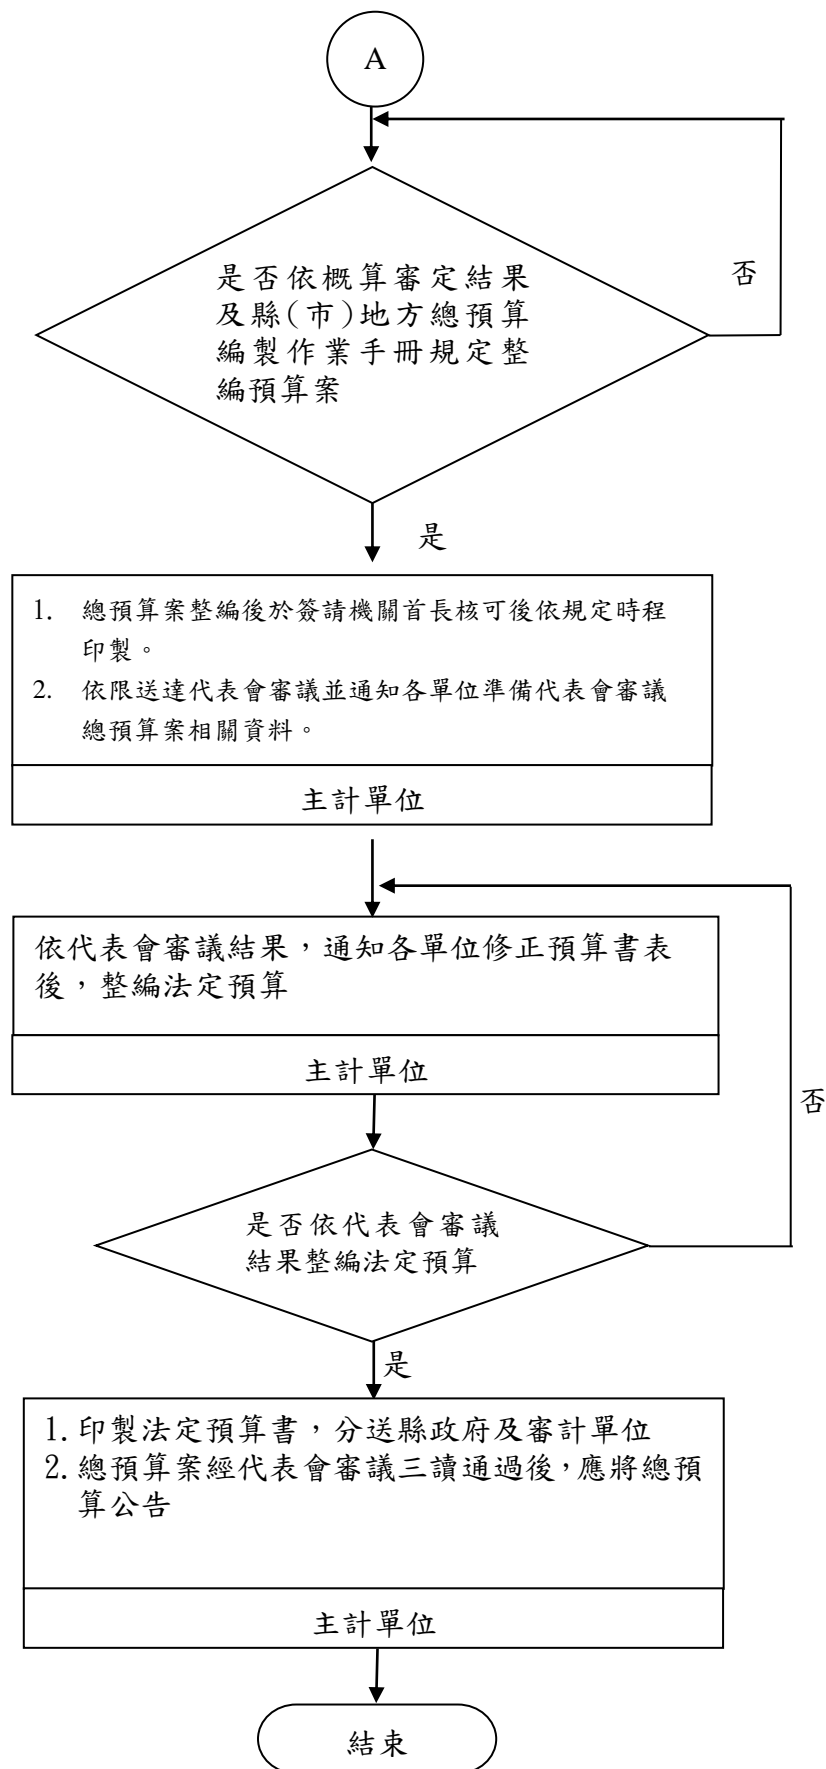 A
是否依概算審定結果
及縣(市)地方總預算
編製作業手冊規定整
編預算案
否
是
1. 總預算案整編後於簽請機關首長核可後依規定時程
印製。
2. 依限送達代表會審議並通知各單位準備代表會審議
總預算案相關資料。
主計單位
依代表會審議結果，通知各單位修正預算書表
後，整編法定預算
主計單位
否
是否依代表會審議
結果整編法定預算
是
1.印製法定預算書，分送縣政府及審計單位
2.總預算案經代表會審議三讀通過後，應將總預
算公告
主計單位
結束